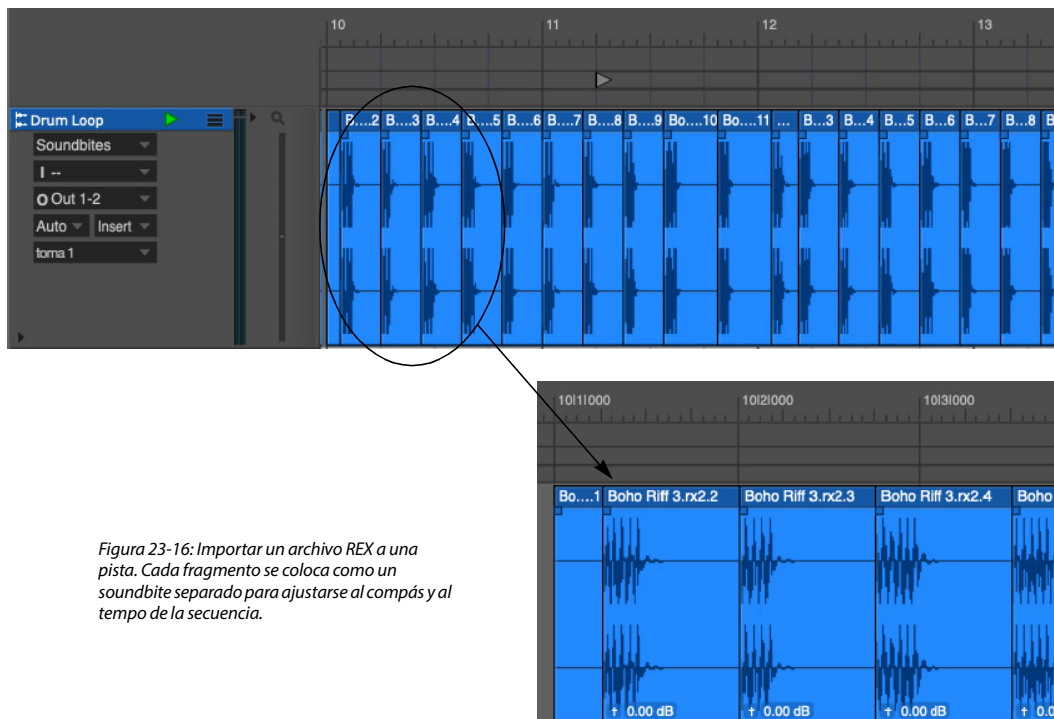 10 11 12 13
Drum Loop
B....2 B....3 B....4 B...5 B...6 B...7 B...8 B...9 Bo....10 Bo....11 ... B...3 B...4 B...5 B...6 B...7 B...8 B
Soundbites
I --
O Out 1-2
Auto Insert
toma 1
10|1|000 10|2|000 10|3|000
Bo....1 Boho Riff 3.rx2.2 Boho Riff 3.rx2.3 Boho Riff 3.rx2.4 Boho
Figura 23-16: Importar un archivo REX a una
pista. Cada fragmento se coloca como un
soundbite separado para ajustarse al compás y al
tempo de la secuencia.
† 0.00 dB † 0.00 dB † 0.00 dB † 0.0